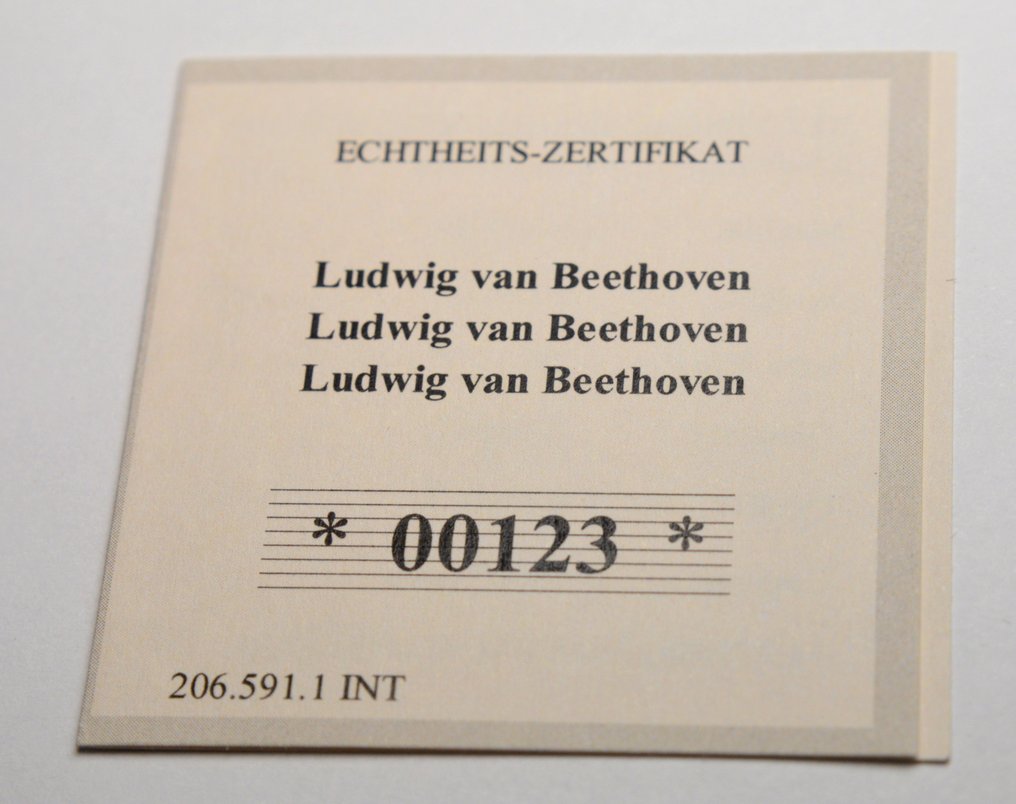 ECHTHEITS-ZERTIFIKAT
Ludwig van Beethoven
Ludwig van Beethoven
Ludwig van Beethoven
* 00123 *
206.591.1 INT